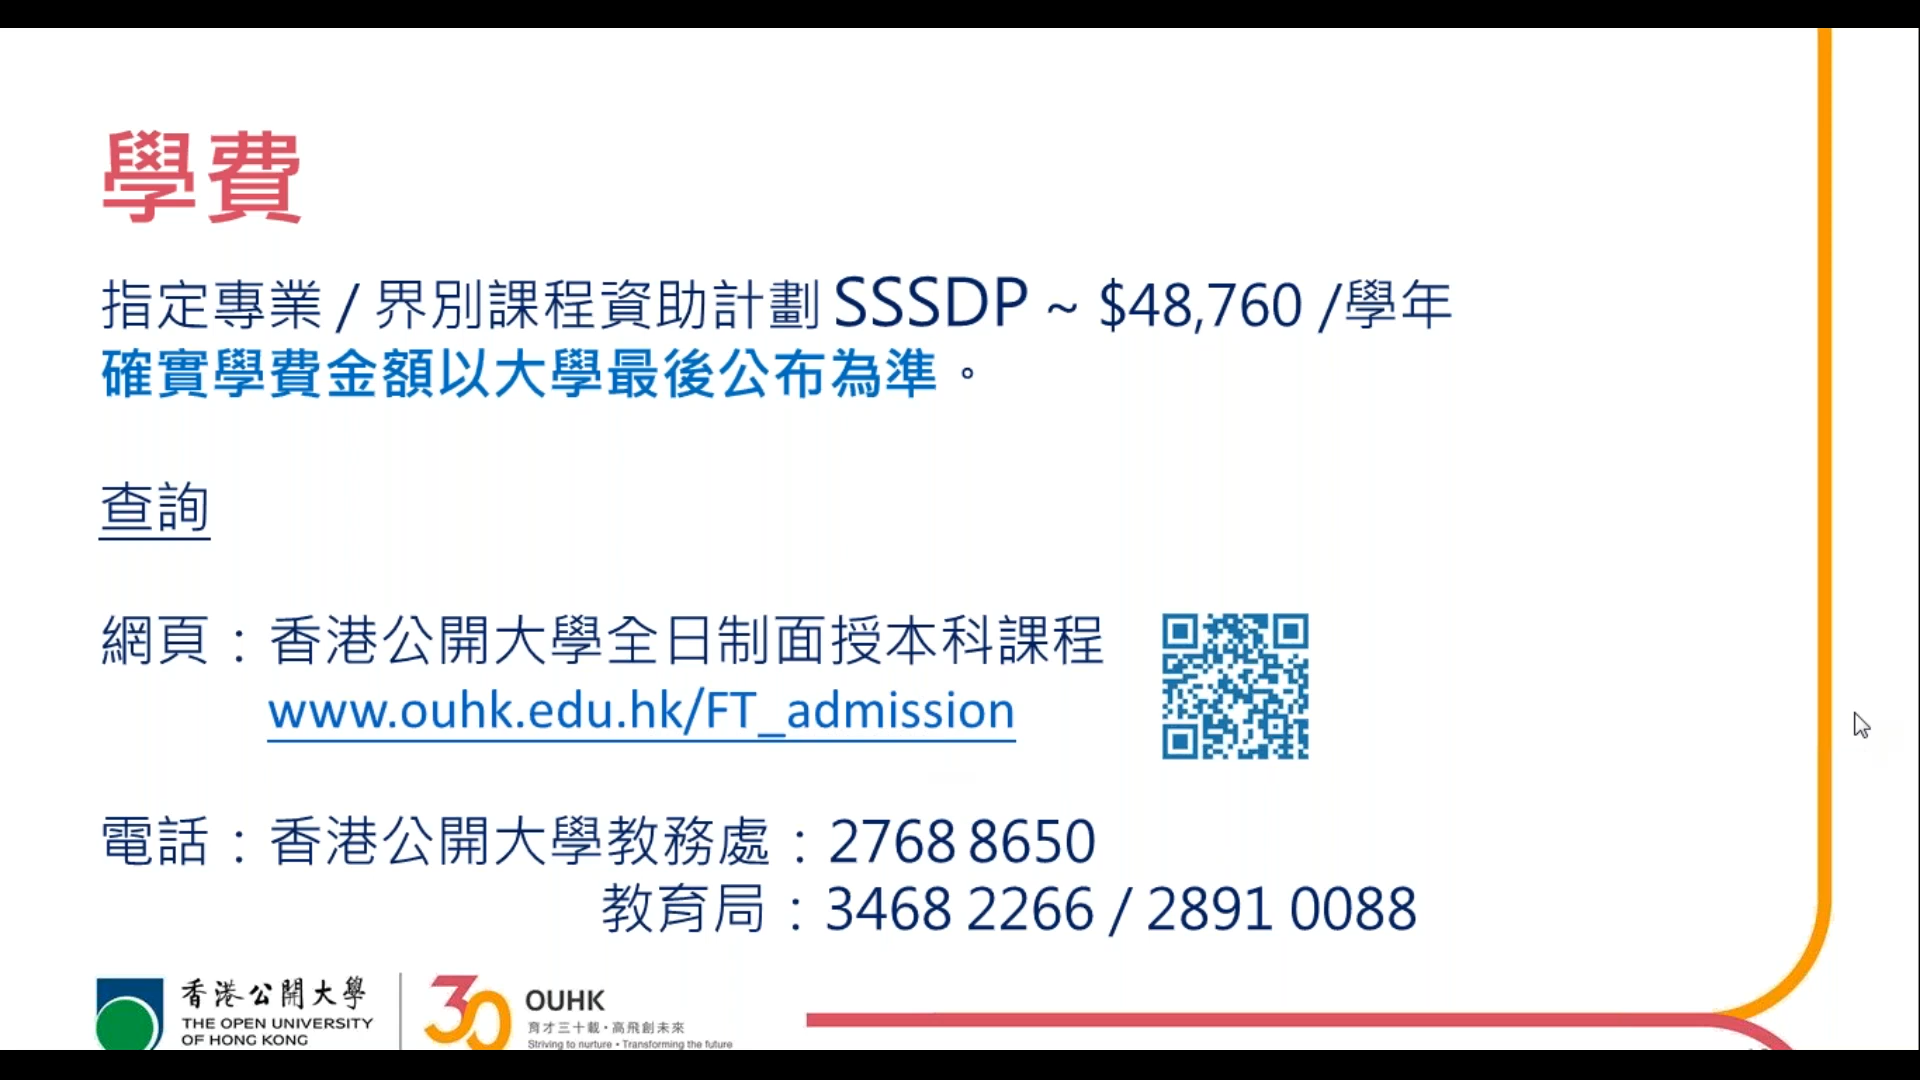 學費
指定專業 / 界別課程資助計劃 SSSDP ~ $48,760 /學年
確實學費金額以大學最後公布為準。
查詢
網頁：香港公開大學全日制面授本科課程
www.ouhk.edu.hk/FT_admission
電話：香港公開大學教務處：2768 8650
教育局：3468 2266 / 2891 0088
香港公開大學
THE OPEN UNIVERSITY
OF HONG KONG
30
OUHK
育才三十載•高飛創未來
Striving to nurture • Transforming the future